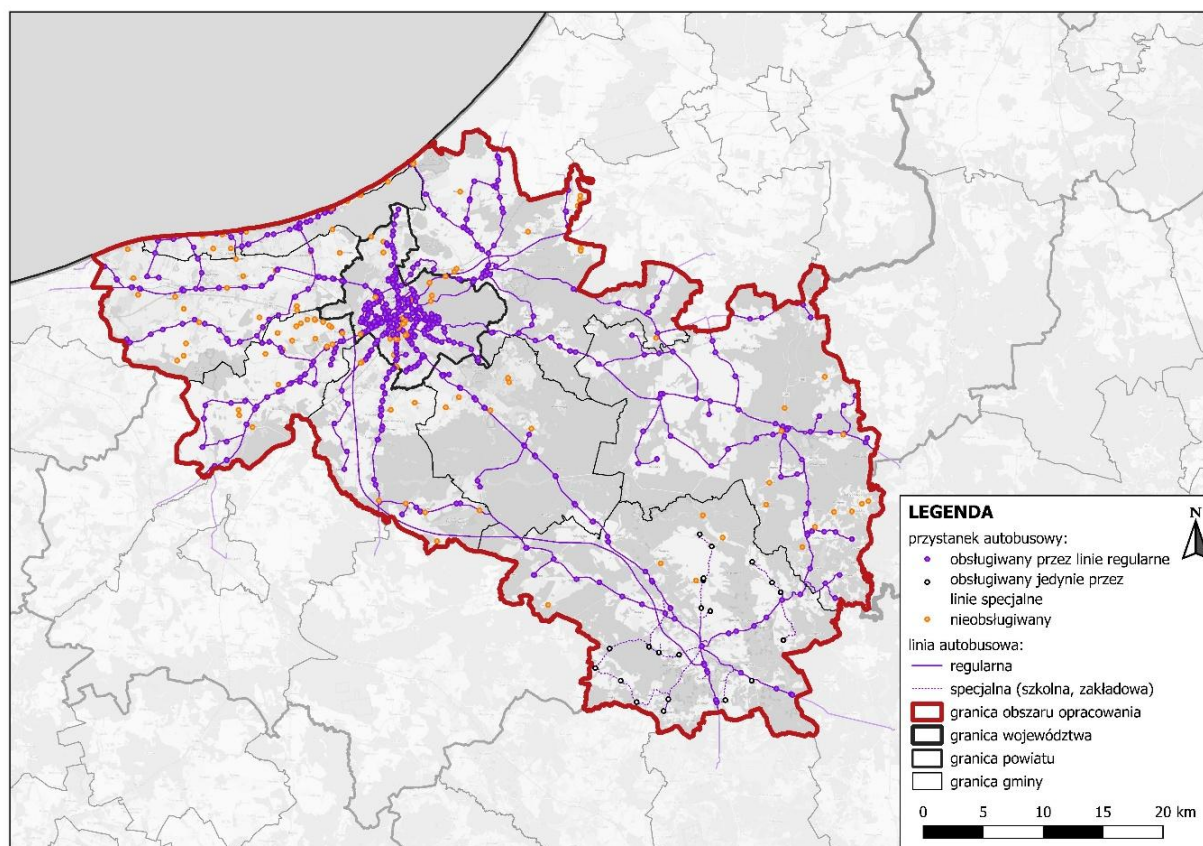 LEGENDA
N
przystanek autobusowy:
obsługiwany przez linie regularne
obsługiwany jedynie przez
linie specjalne
nieobsługiwany
linia autobusowa:
regularna
specjalna (szkolna, zakładowa)
granica obszaru opracowania
granica województwa
granica powiatu
granica gminy
0 5 10 15 20 km